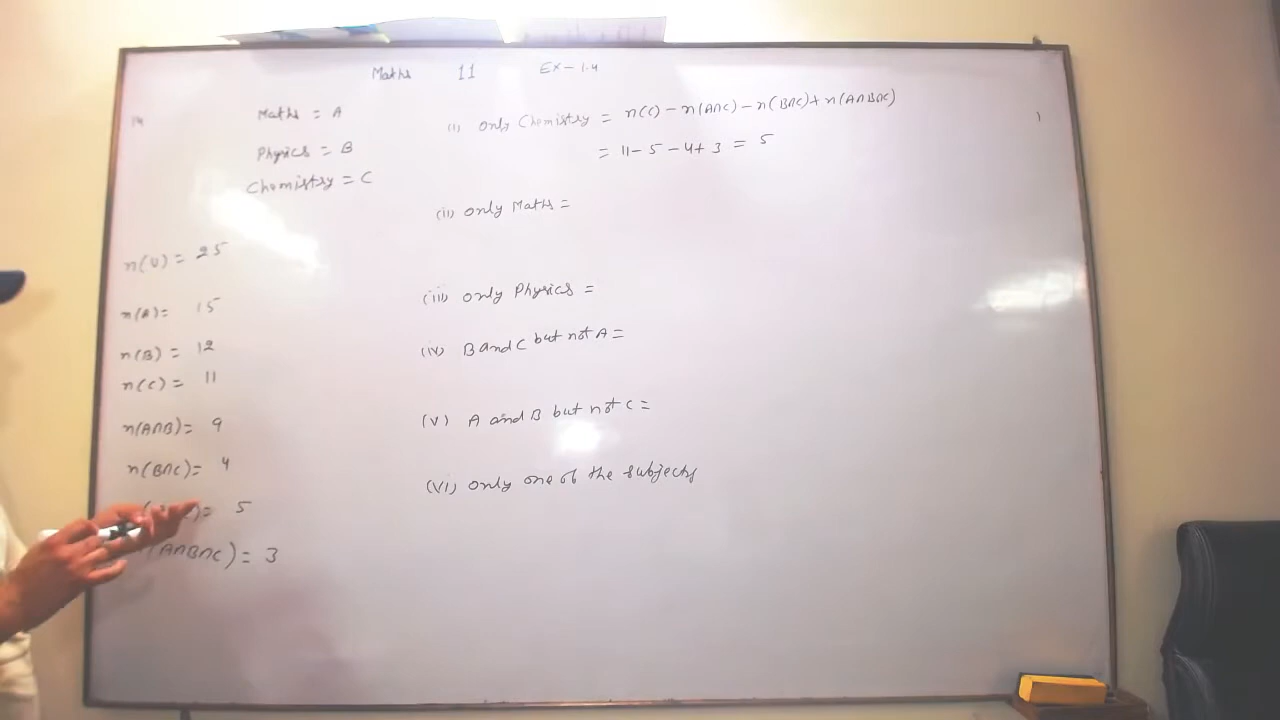 Maths 11 Ex-1.4
14
Maths = A
Physics = B
Chemistry = C
n(U) = 25
n(A) = 15
n(B) = 12
n(C) = 11
n(A∩B) = 9
n(B∩C) = 4
) = 5
(A∩B∩C) = 3
(i) Only Chemistry = n(C) - n(A∩C) - n(B∩C) + n(A∩B∩C)
= 11 - 5 - 4 + 3 = 5
(ii) only Maths =
(iii) only Physics =
(iv) B and C but not A =
(v) A and B but not C =
(vi) only one of the subjects